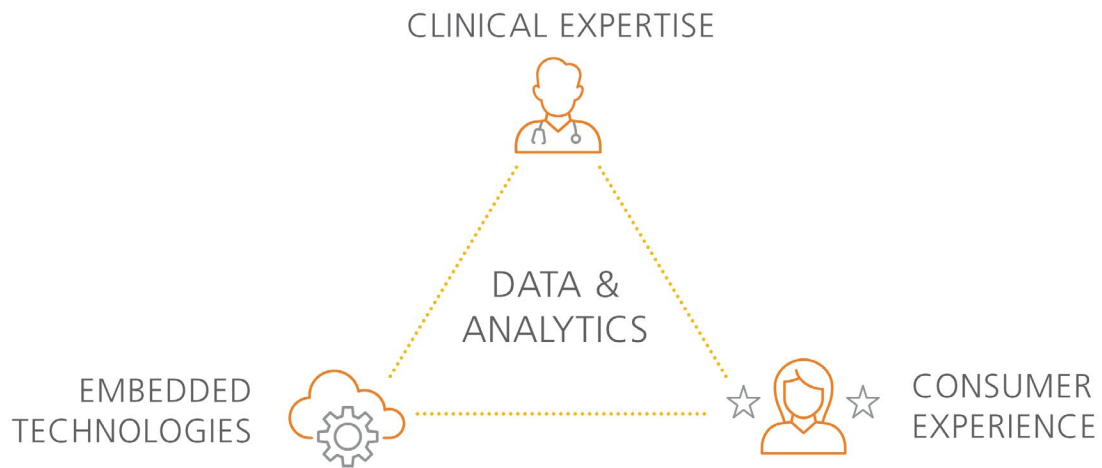 CLINICAL EXPERTISE
DATA &
ANALYTICS
EMBEDDED
TECHNOLOGIES
CONSUMER
EXPERIENCE